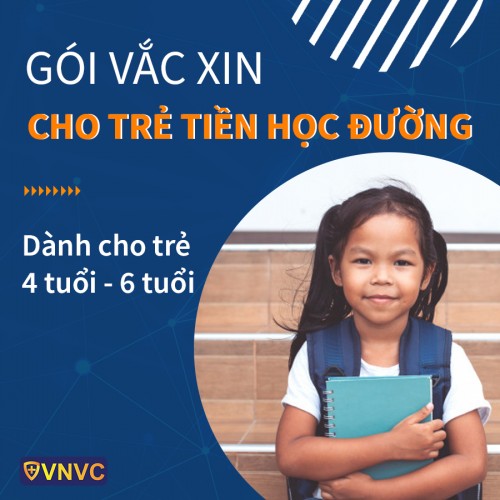 GÓI VẮC XIN
CHO TRẺ TIỀN HỌC ĐƯỜNG
Dành cho trẻ
4 tuổi - 6 tuổi
VNVC